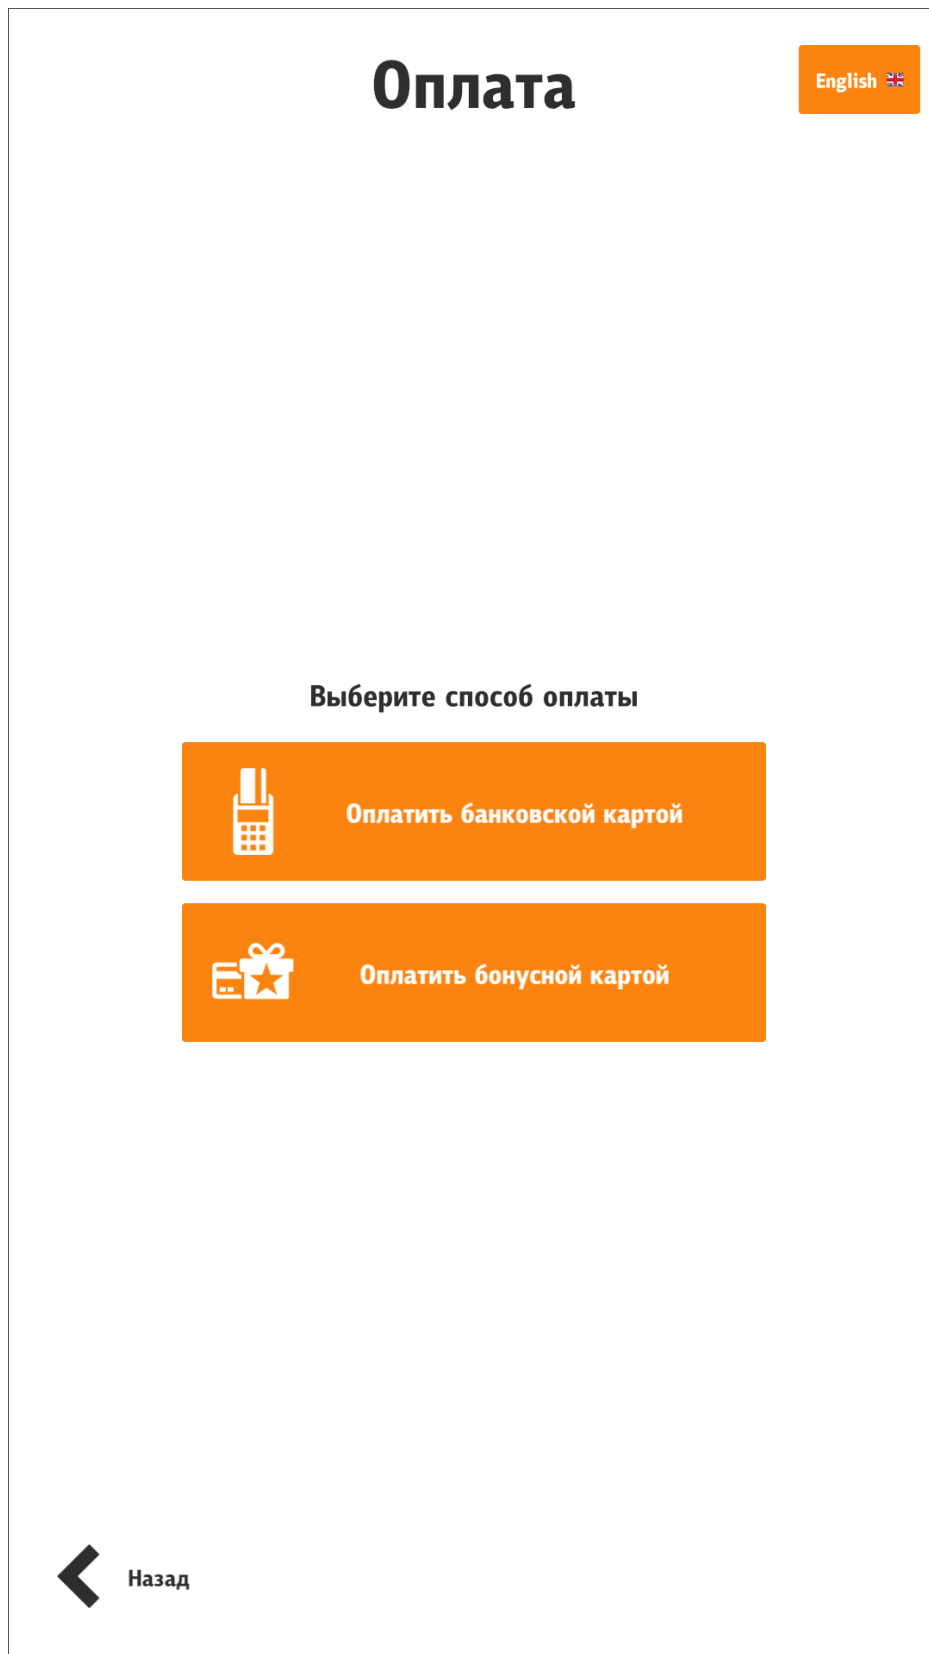 Оплата
English
Выберите способ оплаты
Оплатить банковской картой
Оплатить бонусной картой
Назад